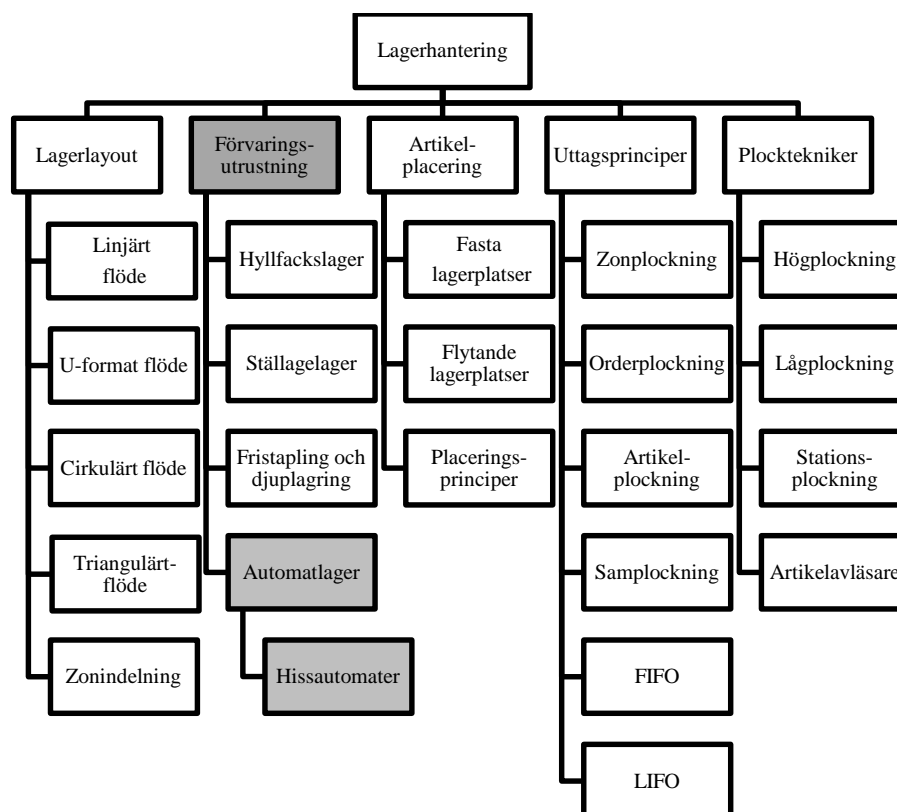 Lagerhantering
Lagerlayout
Förvarings-
utrustning
Artikel-
placering
Uttagsprinciper
Plocktekniker
Linjärt
flöde
U-format flöde
Cirkulärt flöde
Triangulärt-
flöde
Zonindelning
Hyllfackslager
Ställagelager
Fristapling och
djuplagring
Automatlager
Hissautomater
Fasta
lagerplatser
Flytande
lagerplatser
Placerings-
principer
Zonplockning
Orderplockning
Artikel-
plockning
Samplockning
FIFO
LIFO
Högplockning
Lågplockning
Stations-
plockning
Artikelavläsare